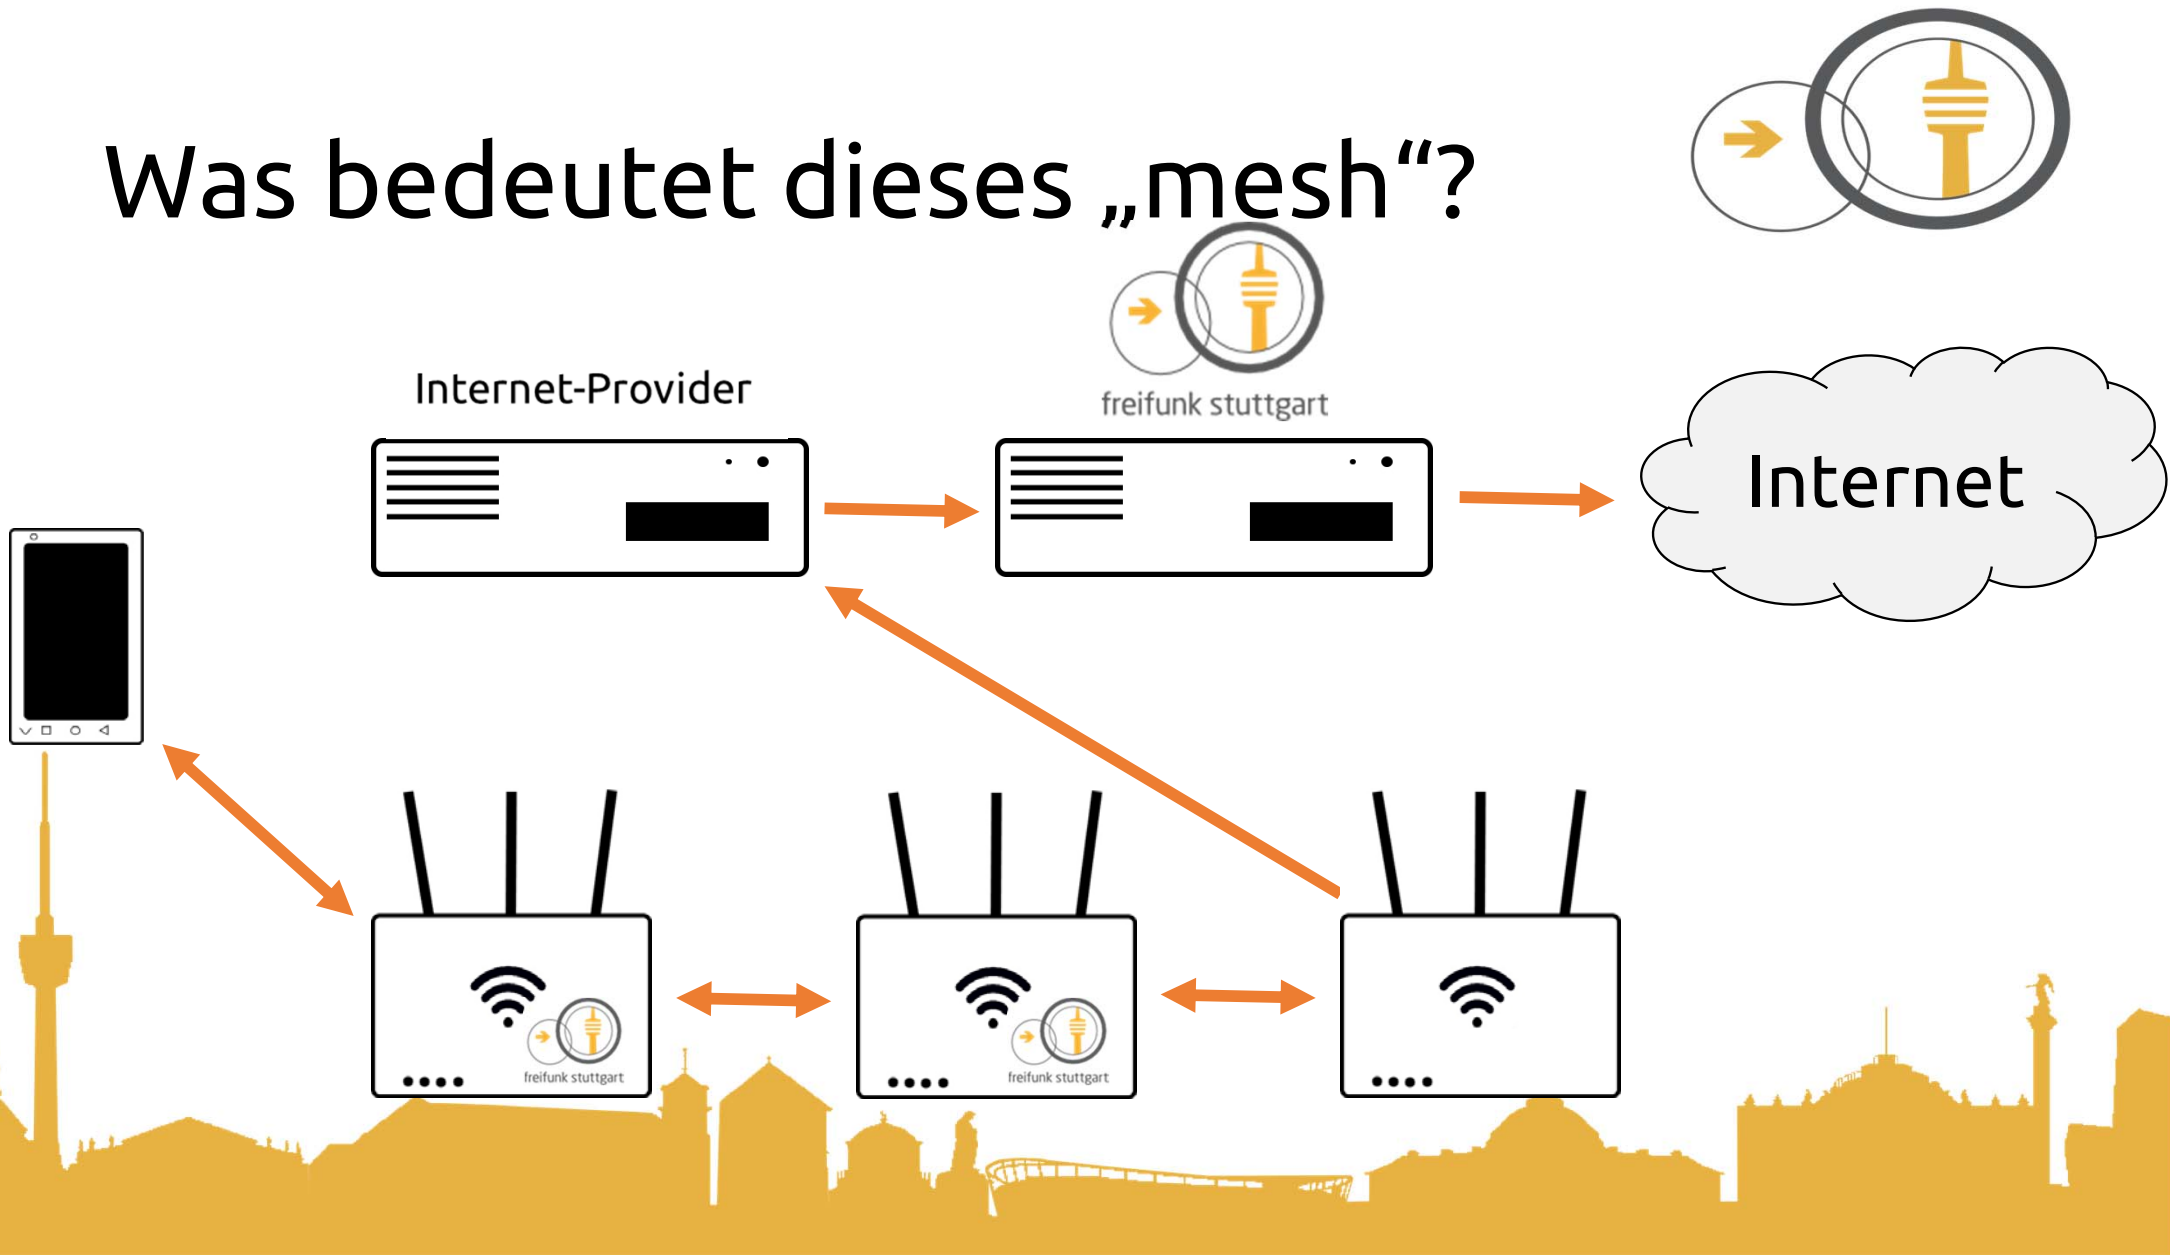 Was bedeutet dieses „mesh“?
Internet-Provider
freifunk stuttgart
Internet
freifunk stuttgart
freifunk stuttgart